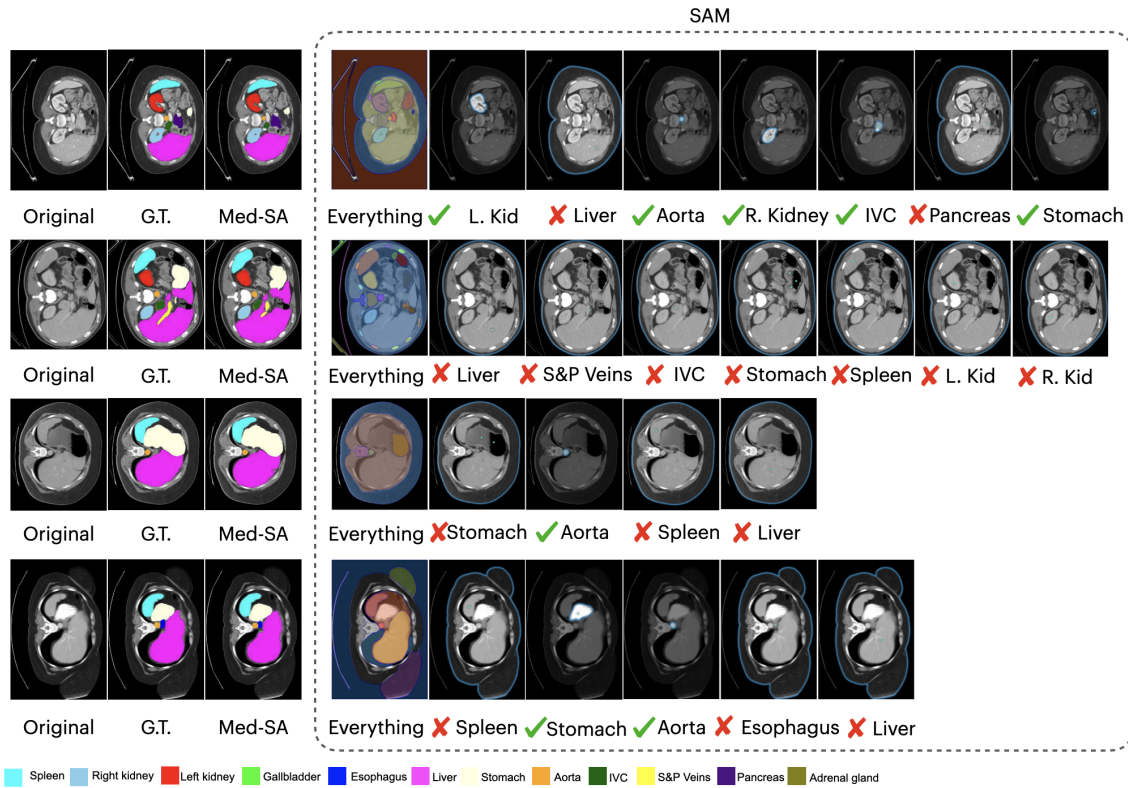 SAM
Original G.T. Med-SA Everything L. Kid Liver Aorta R. Kidney IVC Pancreas Stomach
Original G.T. Med-SA Everything Liver S&P Veins IVC Stomach Spleen L. Kid R. Kid
Original G.T. Med-SA Everything Stomach Aorta Spleen Liver
Original G.T. Med-SA Everything Spleen Stomach Aorta Esophagus Liver
Spleen Right kidney Left kidney Gallbladder Esophagus Liver Stomach Aorta IVC S&P Veins Pancreas Adrenal gland